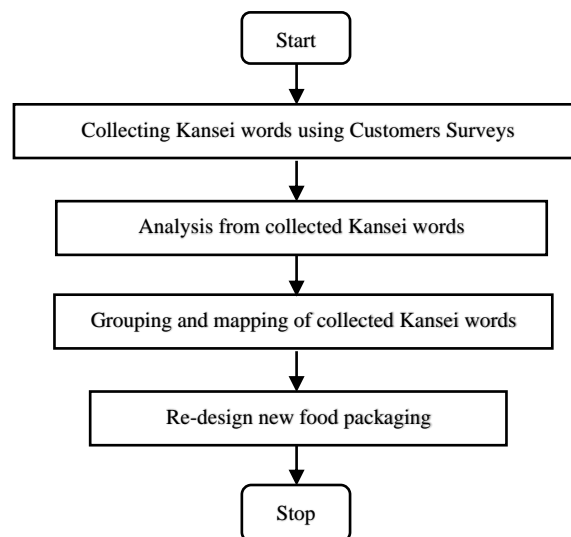 Start
Collecting Kansei words using Customers Surveys
Analysis from collected Kansei words
Grouping and mapping of collected Kansei words
Re-design new food packaging
Stop